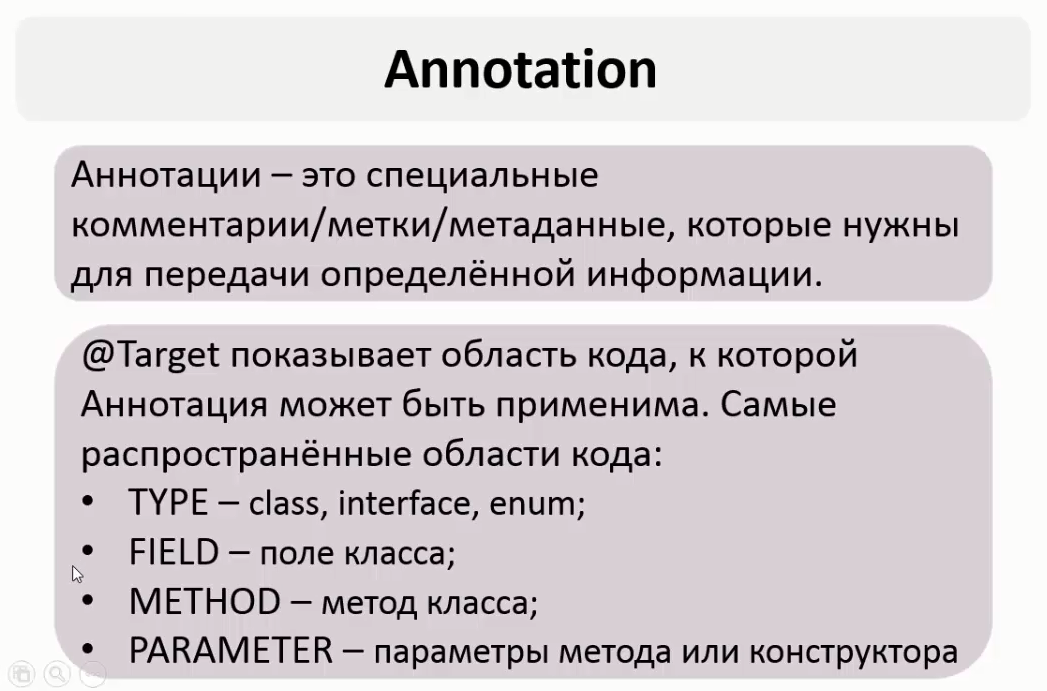 Annotation
Аннотации – это специальные
комментарии/метки/метаданные, которые нужны
для передачи определённой информации.
@Target показывает область кода, к которой
Аннотация может быть применима. Самые
распространённые области кода:
• TYPE – class, interface, enum;
• FIELD – поле класса;
• METHOD – метод класса;
• PARAMETER – параметры метода или конструктора